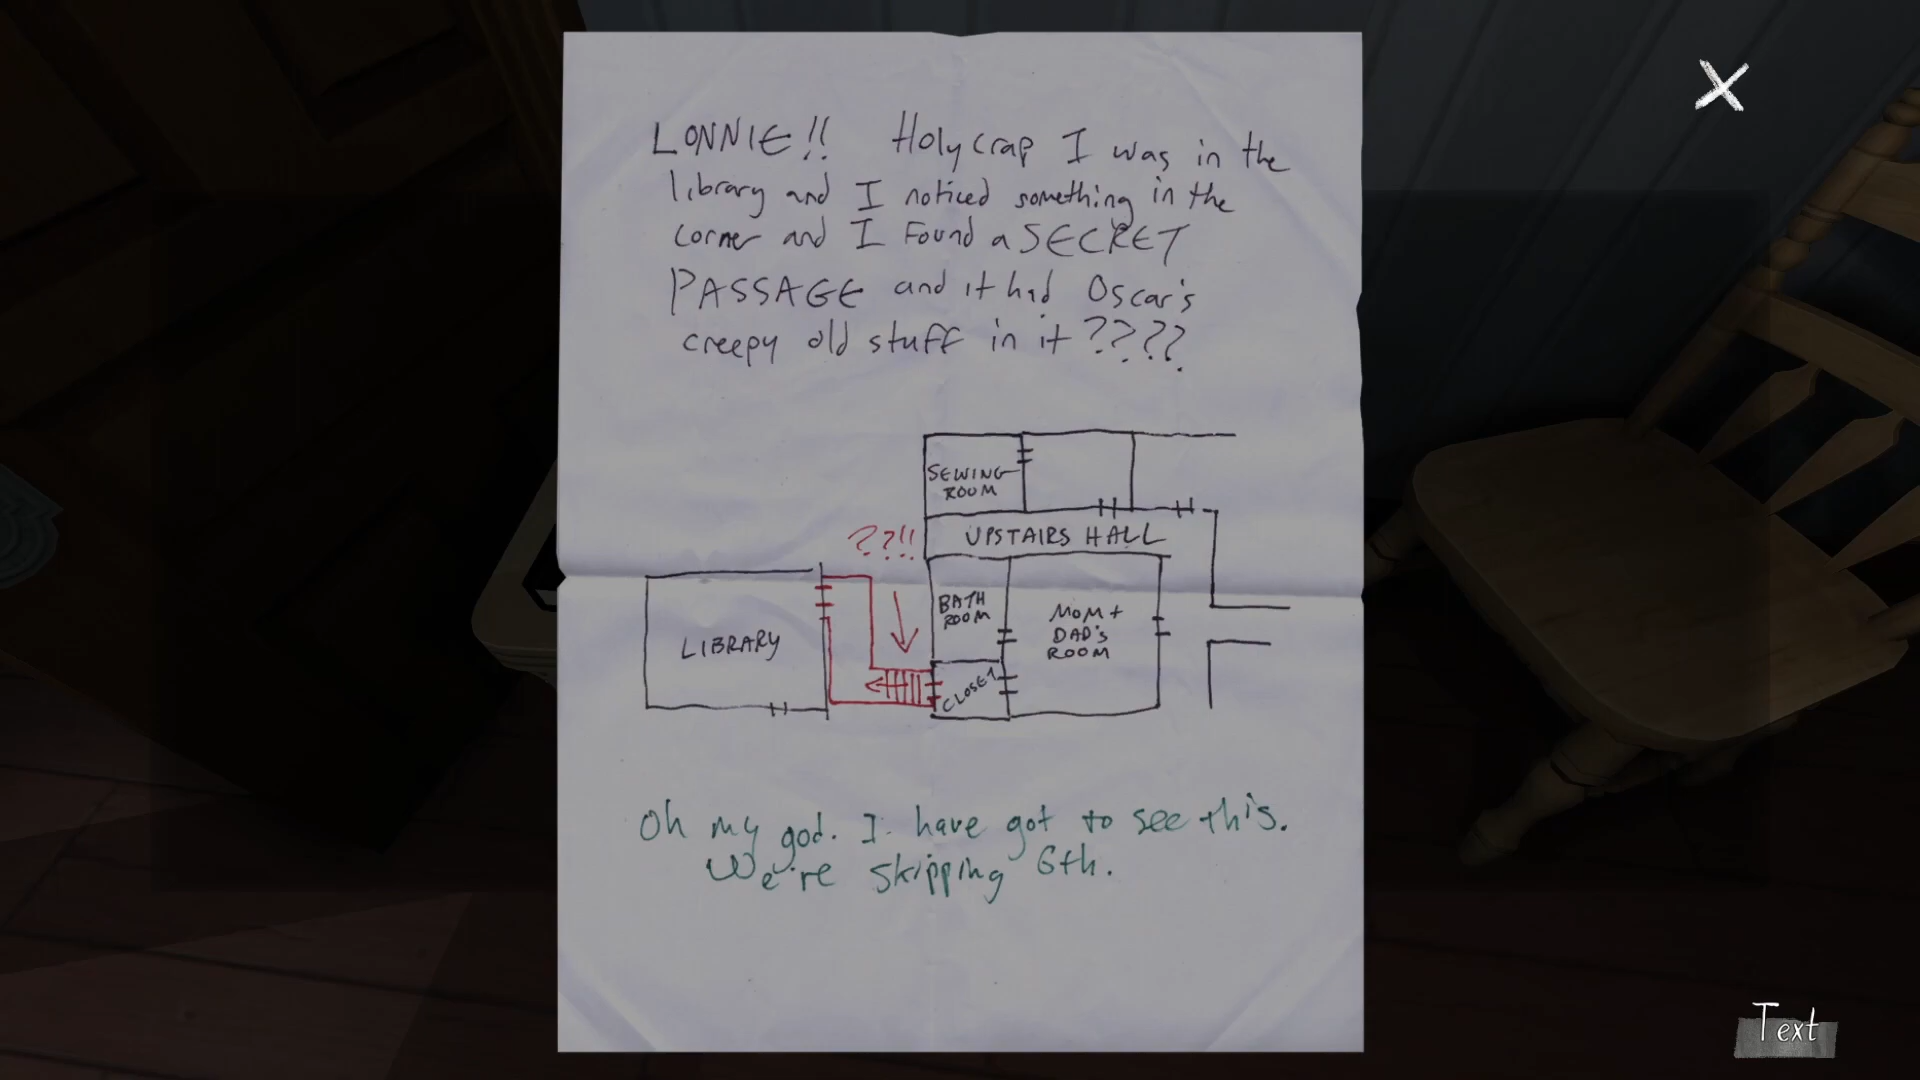 LONNIE!! Holy crap I was in the
library and I noticed something in the
corner and I Found a SECRET
PASSAGE and it had Oscar's
creepy old stuff in it ????
SEWING
ROOM
UPSTAIRS HALL
??!!
BATH
ROOM
MOM +
DAD'S
ROOM
LIBRARY
CLOSET
Oh my god. I have got to see this.
We're skipping 6th.
Text